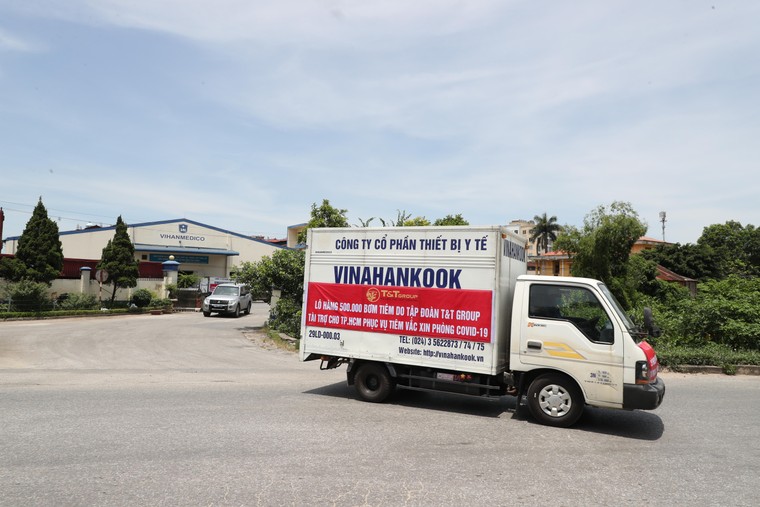 VIHANMEDICO
CÔNG TY CỔ PHẦN THIẾT BỊ Y TẾ
VINAHANKOOK
T&T GROUP
LÔ HÀNG 500.000 BƠM TIÊM DO TẬP ĐOÀN T&T GROUP
TÀI TRỢ CHO TP.HCM PHỤC VỤ TIÊM VẮC XIN PHÒNG COVID-19
29LD-000.03
TEL: (024) 3 5622873 / 74 / 75
Website: http://vinahankook.vn
VINAHANKOOK